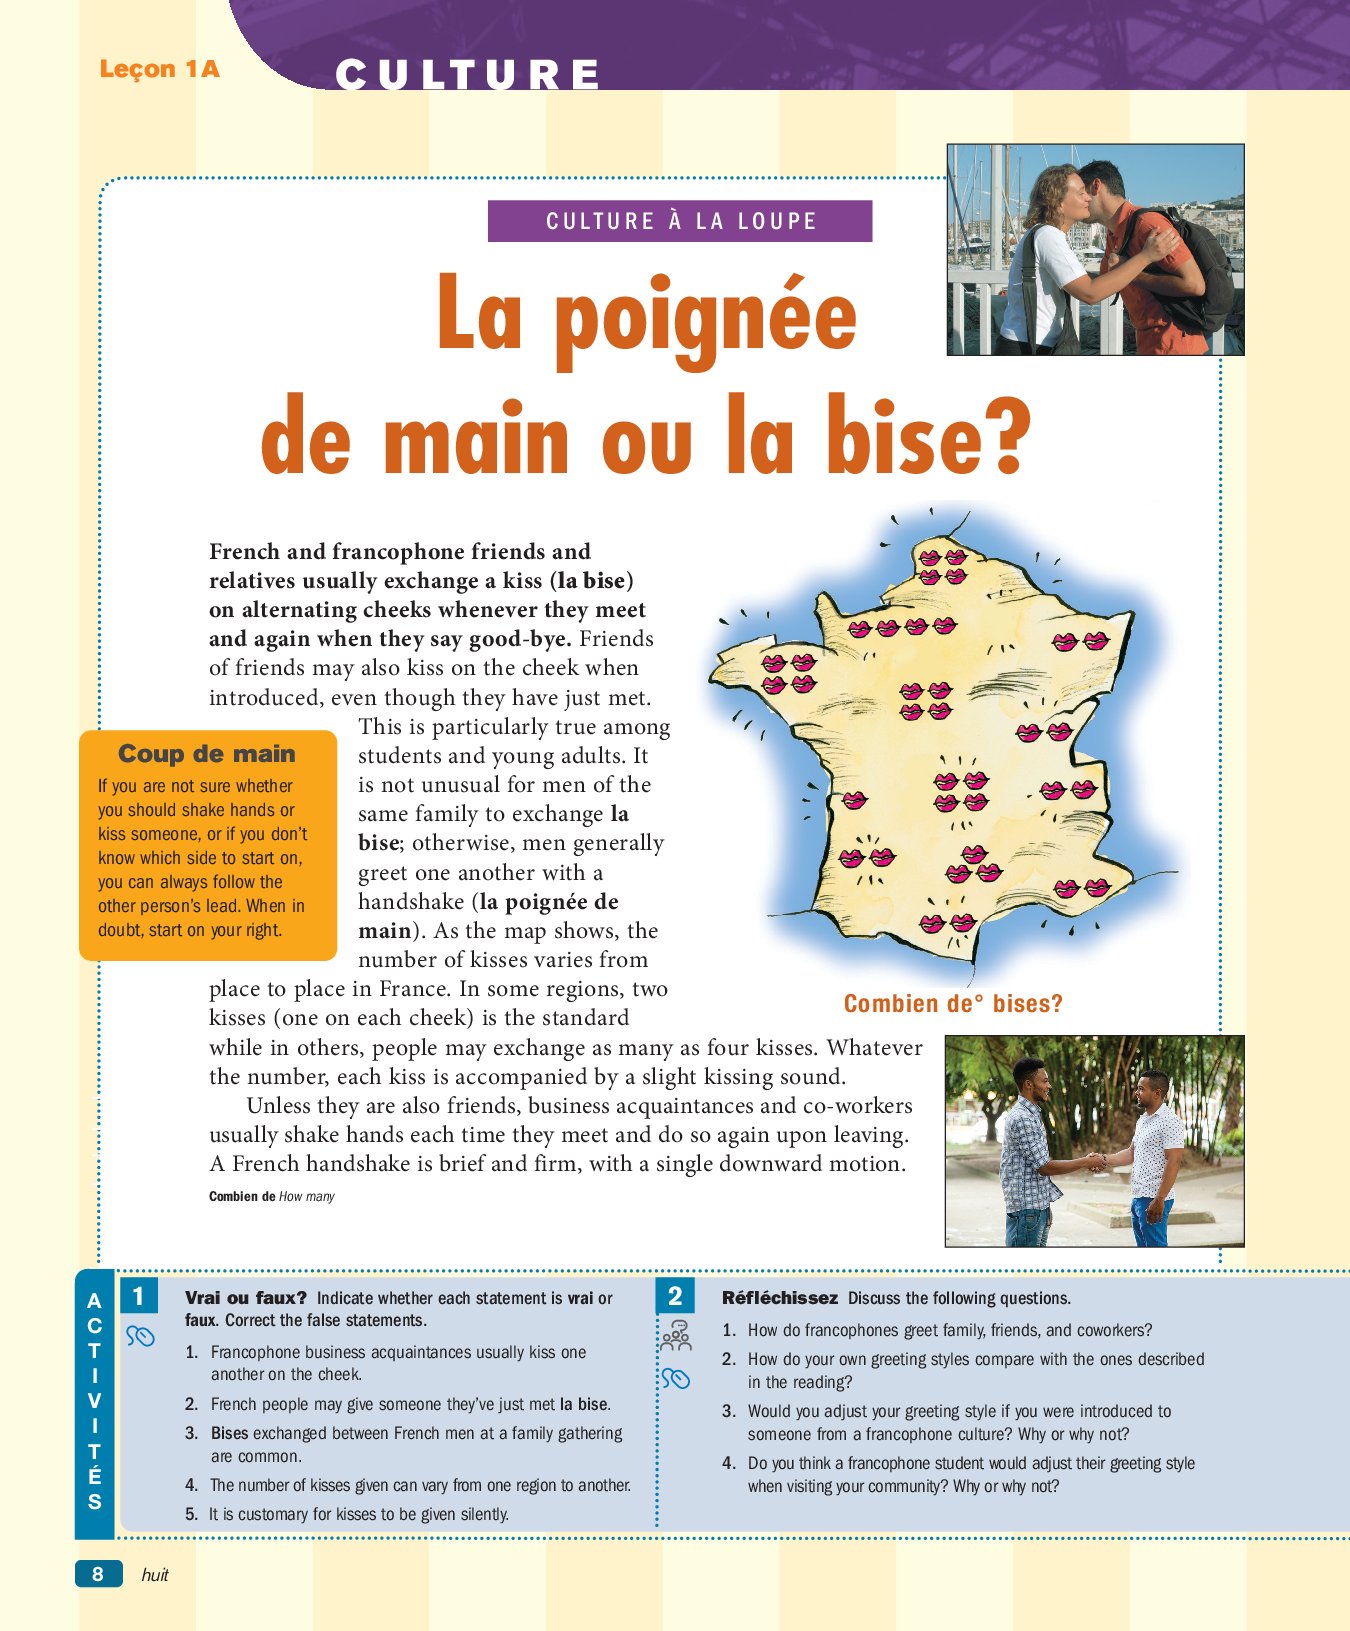 Leçon 1A
CULTURE
CULTURE À LA LOUPE
La poignée
de main ou la bise?
French and francophone friends and
relatives usually exchange a kiss (la bise)
on alternating cheeks whenever they meet
and again when they say good-bye. Friends
of friends may also kiss on the cheek when
introduced, even though they have just met.
This is particularly true among
students and young adults. It
is not unusual for men of the
same family to exchange la
bise; otherwise, men generally
greet one another with a
handshake (la poignée de
main). As the map shows, the
number of kisses varies from
place to place in France. In some regions, two
kisses (one on each cheek) is the standard
while in others, people may exchange as many as four kisses. Whatever
the number, each kiss is accompanied by a slight kissing sound.
Unless they are also friends, business acquaintances and co-workers
usually shake hands each time they meet and do so again upon leaving.
A French handshake is brief and firm, with a single downward motion.
Combien de How many
Coup de main
If you are not sure whether
you should shake hands or
kiss someone, or if you don't
know which side to start on,
you can always follow the
other person's lead. When in
doubt, start on your right.
Combien de° bises?
ACTIVITÉS
1
Vrai ou faux? Indicate whether each statement is vrai or
faux. Correct the false statements.
1. Francophone business acquaintances usually kiss one
another on the cheek.
2. French people may give someone they've just met la bise.
3. Bises exchanged between French men at a family gathering
are common.
4. The number of kisses given can vary from one region to another.
5. It is customary for kisses to be given silently.
2
Réfléchissez Discuss the following questions.
1. How do francophones greet family, friends, and coworkers?
2. How do your own greeting styles compare with the ones described
in the reading?
3. Would you adjust your greeting style if you were introduced to
someone from a francophone culture? Why or why not?
4. Do you think a francophone student would adjust their greeting style
when visiting your community? Why or why not?
8 huit